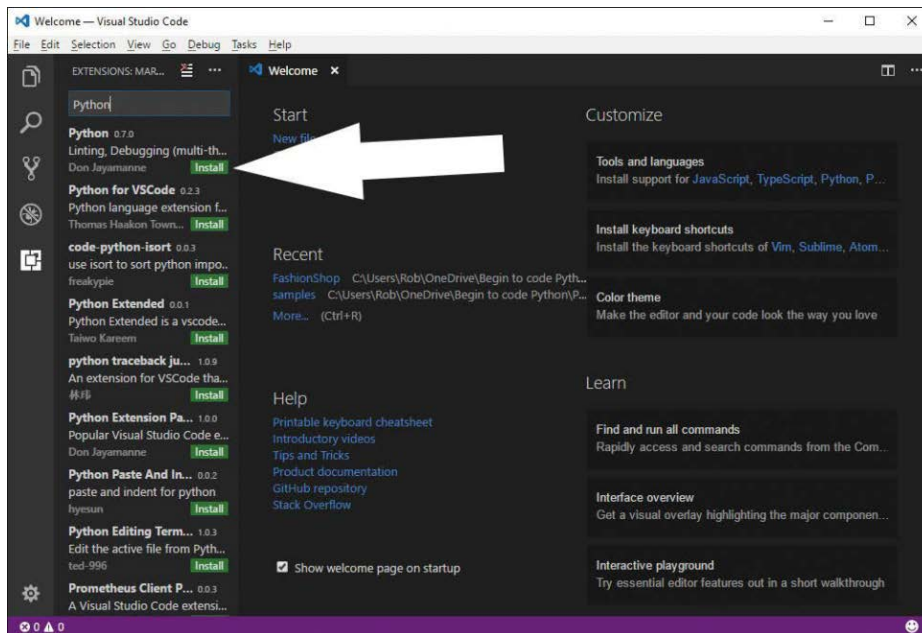 Welcome — Visual Studio Code
File Edit Selection View Go Debug Tasks Help
EXTENSIONS: MAR...
Welcome
Python
Python 0.7.0
Linting, Debugging (multi-th...
Don Jayamanne Install
Python for VSCode 0.2.3
Python language extension f...
Thomas Haakon Town... Install
code-python-isort 0.0.3
use isort to sort python impo..
freakypie Install
Python Extended 0.0.1
Python Extended is a vscode...
Taiwo Kareem Install
python traceback ju... 1.0.9
An extension for VSCode tha...
Install
Python Extension Pa... 1.0.0
Popular Visual Studio Code e...
Don Jayamanne Install
Python Paste And In... 0.0.2
paste and indent for python
hyesun Install
Python Editing Term... 1.0.3
Edit the active file from Pyth...
ted-996 Install
Prometheus Client P... 0.0.3
A Visual Studio Code extensi...
Start
New file
Recent
FashionShop C:\Users\Rob\OneDrive\Begin to code Pyth...
samples C:\Users\Rob\OneDrive\Begin to code Python\P...
More... (Ctrl+R)
Help
Printable keyboard cheatsheet
Introductory videos
Tips and Tricks
Product documentation
GitHub repository
Stack Overflow
Show welcome page on startup
Customize
Tools and languages
Install support for JavaScript, TypeScript, Python, P...
Install keyboard shortcuts
Install the keyboard shortcuts of Vim, Sublime, Atom...
Color theme
Make the editor and your code look the way you love
Learn
Find and run all commands
Rapidly access and search commands from the Com...
Interface overview
Get a visual overlay highlighting the major componen...
Interactive playground
Try essential editor features out in a short walkthrough
0 0